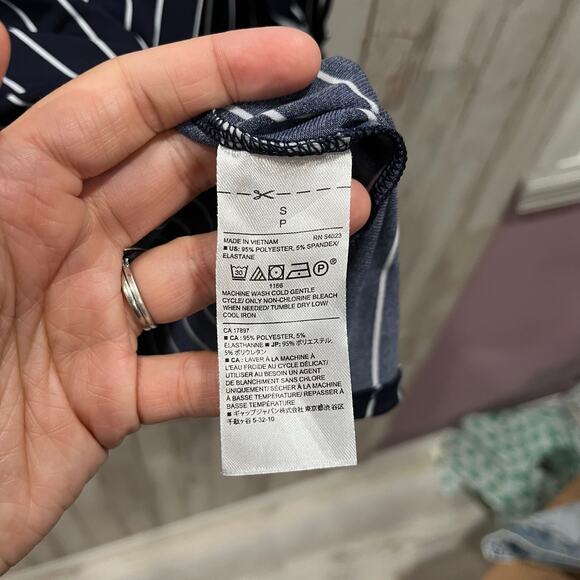 S
P
MADE IN VIETNAM RN 54023
■ US: 95% POLYESTER, 5% SPANDEX/
ELASTANE
30 P
1166
MACHINE WASH COLD GENTLE
CYCLE/ ONLY NON-CHLORINE BLEACH
WHEN NEEDED/ TUMBLE DRY LOW/
COOL IRON
CA 17897
■ CA : 95% POLYESTER, 5%
ÉLASTHANNE ■ JP: 95% ポリエステル,
5% ポリウレタン
■ CA : LAVER À LA MACHINE À
L'EAU FROIDE AU CYCLE DÉLICAT/
UTILISER AU BESOIN UN AGENT
DE BLANCHIMENT SANS CHLORE
UNIQUEMENT/ SÉCHER À LA MACHINE
À BASSE TEMPÉRATURE/ REPASSER À
BASSE TEMPÉRATURE
■ ギャップジャパン株式会社 東京都渋谷区
千駄ヶ谷 5-32-10